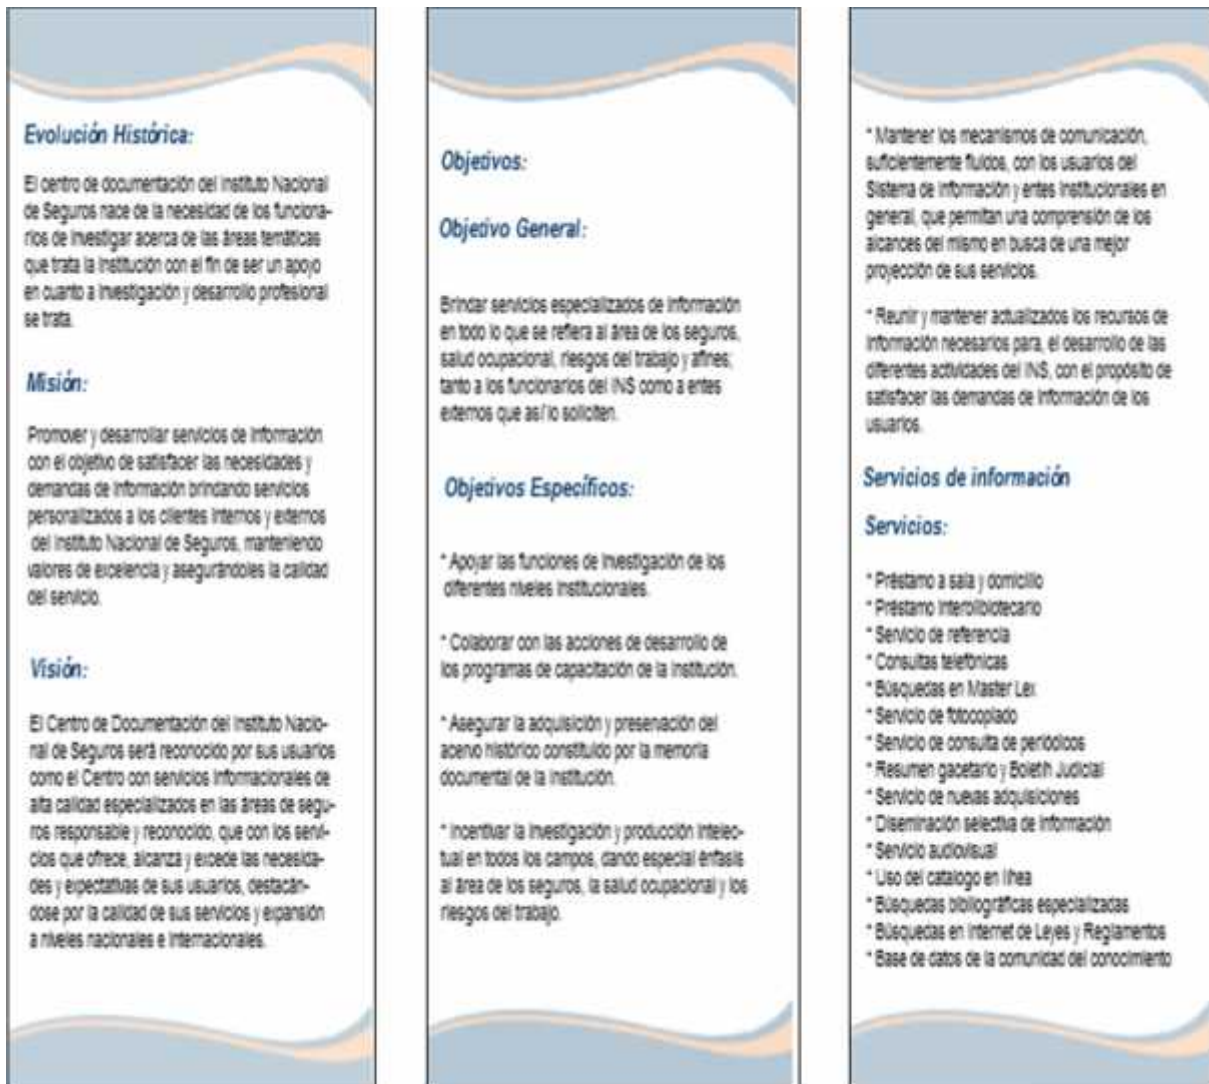 Evolución Histórica:
El centro de documentación del Instituto Nacional
de Seguros nace de la necesidad de los funciona-
rios de investigar acerca de las áreas temáticas
que trata la institución con el fin de ser un apoyo
en cuanto a investigación y desarrollo profesional
se trata.
Misión:
Promover y desarrollar servicios de información
con el objetivo de satisfacer las necesidades y
demandas de información brindando servicios
personalizados a los clientes internos y externos
del Instituto Nacional de Seguros, manteniendo
valores de excelencia y asegurándoles la calidad
del servicio.
Visión:
El Centro de Documentación del Instituto Nacio-
nal de Seguros será reconocido por sus usuarios
como el Centro con servicios informacionales de
alta calidad especializados en las áreas de segu-
ros responsable y reconocido, que con los servi-
cios que ofrece, alcanza y excede las necesida-
des y expectativas de sus usuarios, destacán-
dose por la calidad de sus servicios y expansión
a niveles nacionales e internacionales.
Objetivos:
Objetivo General:
Brindar servicios especializados de información
en todo lo que se refiera al área de los seguros,
salud ocupacional, riesgos del trabajo y afines;
tanto a los funcionarios del INS como a entes
externos que así lo soliciten.
Objetivos Específicos:
* Apoyar las funciones de investigación de los
diferentes niveles institucionales.
* Colaborar con las acciones de desarrollo de
los programas de capacitación de la institución.
* Asegurar la adquisición y preservación del
acervo histórico constituido por la memoria
documental de la institución.
* Incentivar la investigación y producción intelec-
tual en todos los campos, dando especial énfasis
al área de los seguros, la salud ocupacional y los
riesgos del trabajo.
* Mantener los mecanismos de comunicación,
suficientemente fluidos, con los usuarios del
Sistema de información y entes institucionales en
general, que permitan una comprensión de los
alcances del mismo en busca de una mejor
proyección de sus servicios.
* Reunir y mantener actualizados los recursos de
información necesarios para, el desarrollo de las
diferentes actividades del INS, con el propósito de
satisfacer las demandas de información de los
usuarios.
Servicios de información
Servicios:
* Préstamo a sala y domicilio
* Préstamo interbibliotecario
* Servicio de referencia
* Consultas telefónicas
* Búsquedas en Master Lex
* Servicio de fotocopiado
* Servicio de consulta de periódicos
* Resumen gacetario y Boletín Judicial
* Servicio de nuevas adquisiciones
* Diseminación selectiva de información
* Servicio audiovisual
* Uso del catalogo en línea
* Búsquedas bibliográficas especializadas
* Búsquedas en Internet de Leyes y Reglamentos
* Base de datos de la comunidad del conocimiento